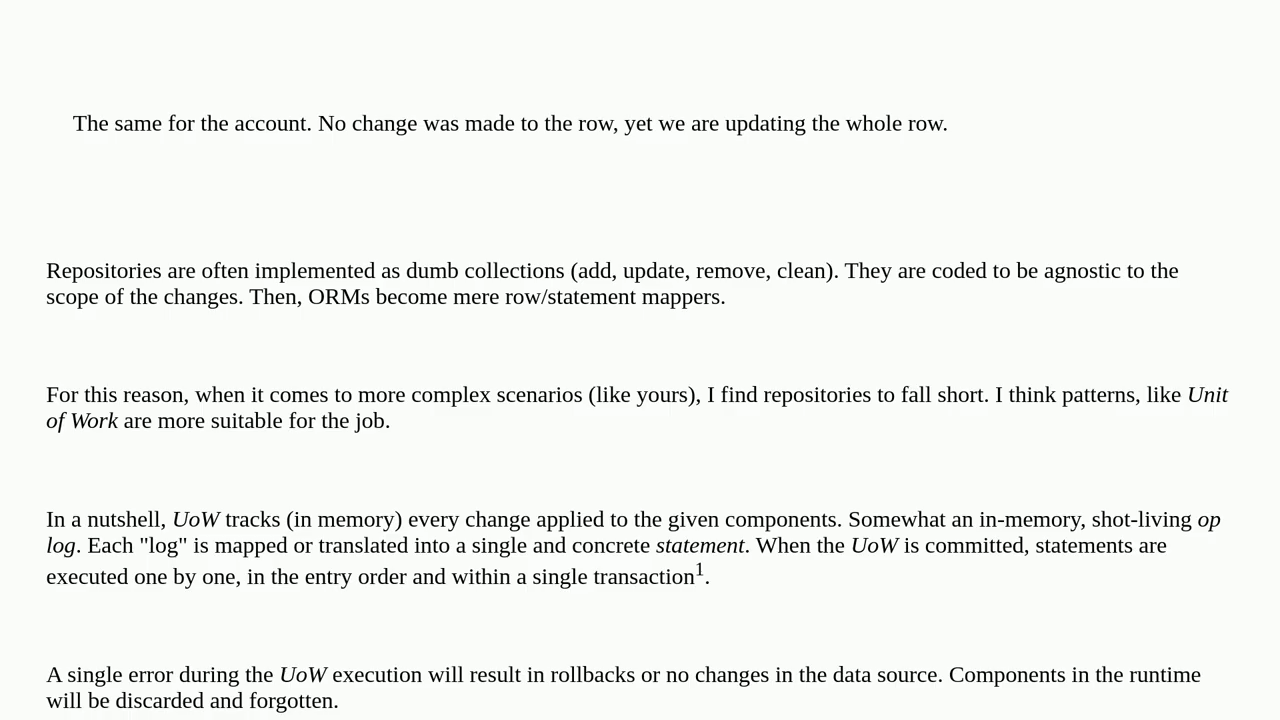 The same for the account. No change was made to the row, yet we are updating the whole row.
Repositories are often implemented as dumb collections (add, update, remove, clean). They are coded to be agnostic to the
scope of the changes. Then, ORMs become mere row/statement mappers.
For this reason, when it comes to more complex scenarios (like yours), I find repositories to fall short. I think patterns, like Unit
of Work are more suitable for the job.
In a nutshell, UoW tracks (in memory) every change applied to the given components. Somewhat an in-memory, shot-living op
log. Each "log" is mapped or translated into a single and concrete statement. When the UoW is committed, statements are
executed one by one, in the entry order and within a single transaction1.
A single error during the UoW execution will result in rollbacks or no changes in the data source. Components in the runtime
will be discarded and forgotten.